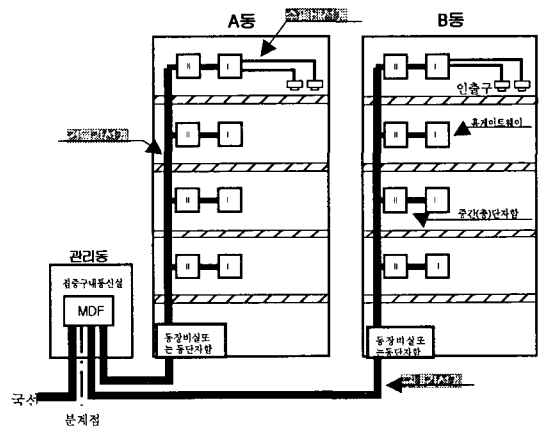 A동
B동
인출구
홈게이트웨이
중간(층)단자함
관리동
집중구내통신실
MDF
동장비실또
는 동단자함
동장비실또
는동단자함
국선
분계점